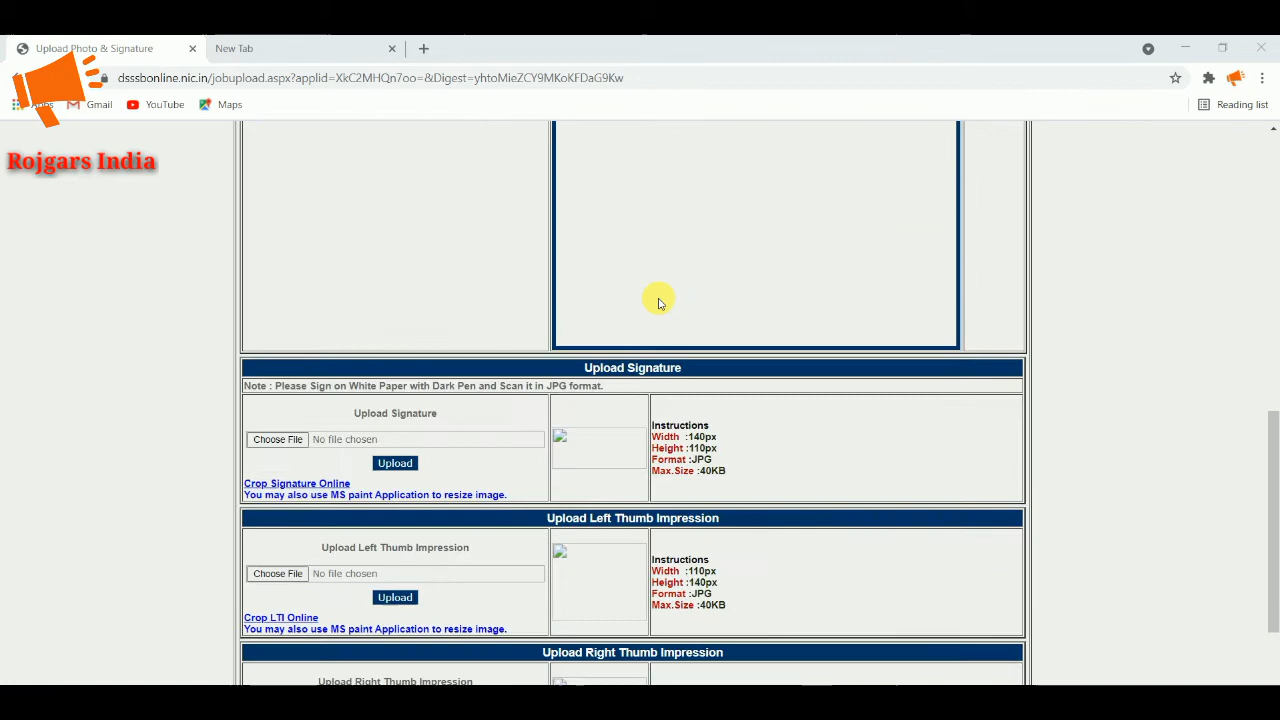 Upload Photo & Signature
New Tab
dsssbonline.nic.in/jobupload.aspx?applid=XkC2MHQn7oo=&Digest=yhtoMieZCY9MKoKFDaG9Kw
Apps
Gmail
YouTube
Maps
Reading list
Rojgars India
Upload Signature
Note : Please Sign on White Paper with Dark Pen and Scan it in JPG format.
Upload Signature
Choose File No file chosen
Upload
Crop Signature Online
You may also use MS paint Application to resize image.
Instructions
Width :140px
Height :110px
Format :JPG
Max.Size :40KB
Upload Left Thumb Impression
Upload Left Thumb Impression
Choose File No file chosen
Upload
Crop LTI Online
You may also use MS paint Application to resize image.
Instructions
Width :110px
Height :140px
Format :JPG
Max.Size :40KB
Upload Right Thumb Impression
Upload Right Thumb Impression